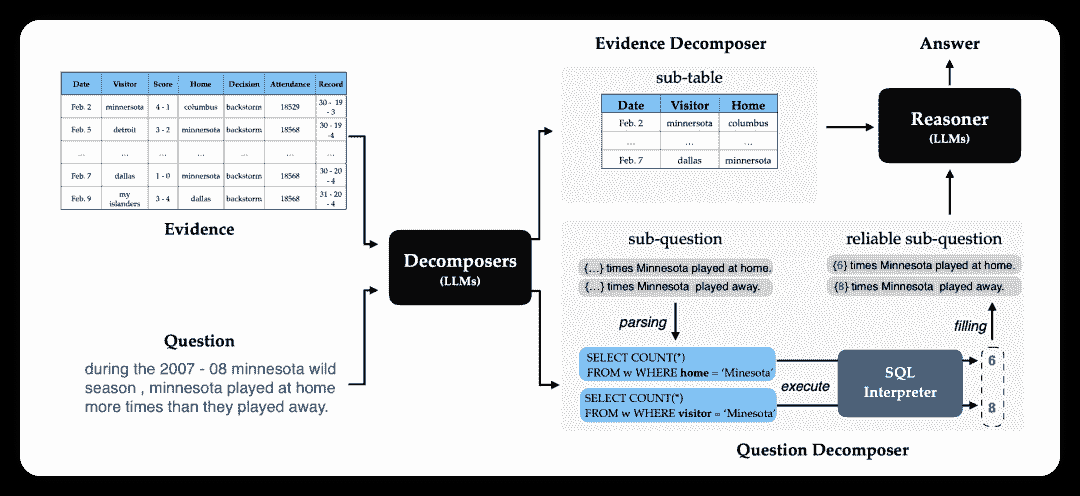 Evidence Decomposer
Answer
sub-table
Date Visitor Score Home Decision Attendance Record
Feb. 2 minnersota 4 - 3 columbus backstorm 18529 30 - 19 - 3
Feb. 5 detroit 3 - 2 minnersota backstorm 18568 30 - 19 -4
... ... ... ... ... ... ...
Feb. 7 dallas 1 - 0 minnersota backstorm 18568 30 - 20 - 4
Feb. 9 my islanders 3 - 4 dallas backstorm 18568 31 - 20 - 4
Evidence
Date Visitor Home
Feb. 2 minnersota columbus
... ... ...
Feb. 7 dallas minnersota
Reasoner
(LLMs)
Decomposers
(LLMs)
Question
during the 2007 - 08 minnesota wild
season , minnesota played at home
more times than they played away.
sub-question
{...} times Minnesota played at home.
{...} times Minnesota played away.
reliable sub-question
{6} times Minnesota played at home.
{8} times Minnesota played away.
parsing
filling
SELECT COUNT(*)
FROM w WHERE home = ‘Minesota’
SELECT COUNT(*)
FROM w WHERE visitor = ‘Minesota’
execute
SQL
Interpreter
6
8
Question Decomposer